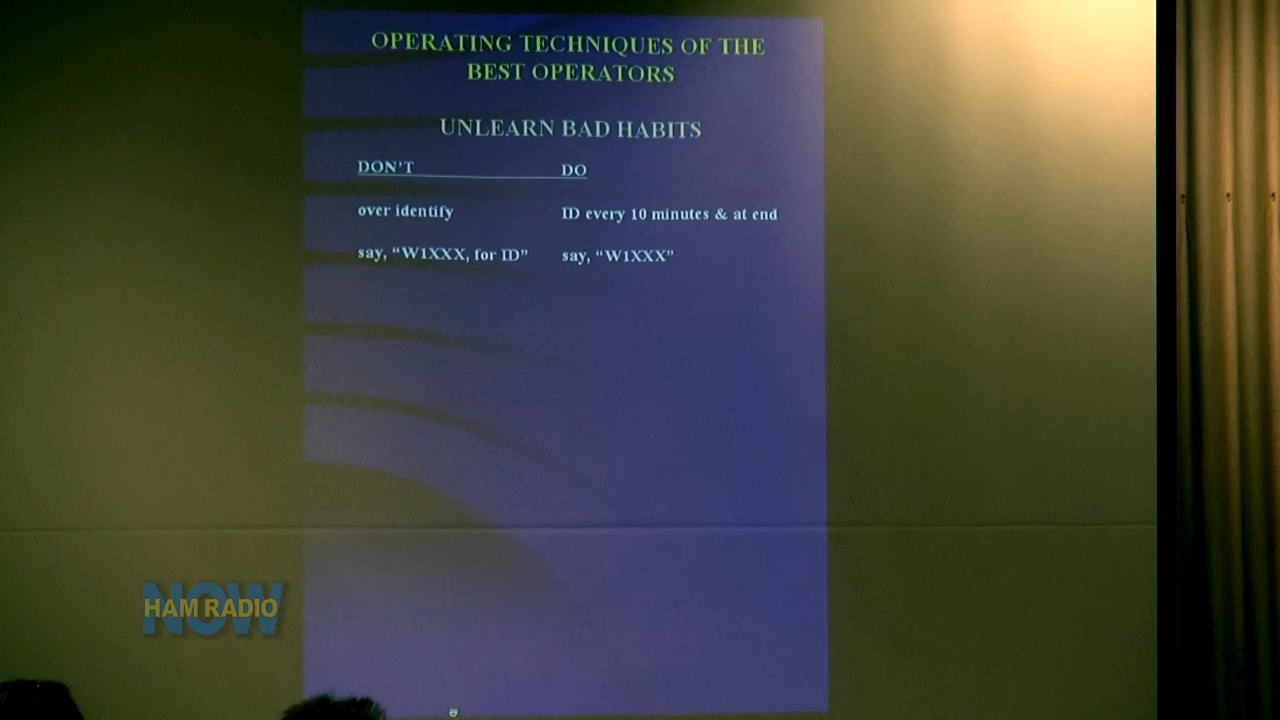 OPERATING TECHNIQUES OF THE
BEST OPERATORS
UNLEARN BAD HABITS
DON'T DO
over identify ID every 10 minutes & at end
say, “W1XXX, for ID” say, “W1XXX”
NOW
HAM RADIO